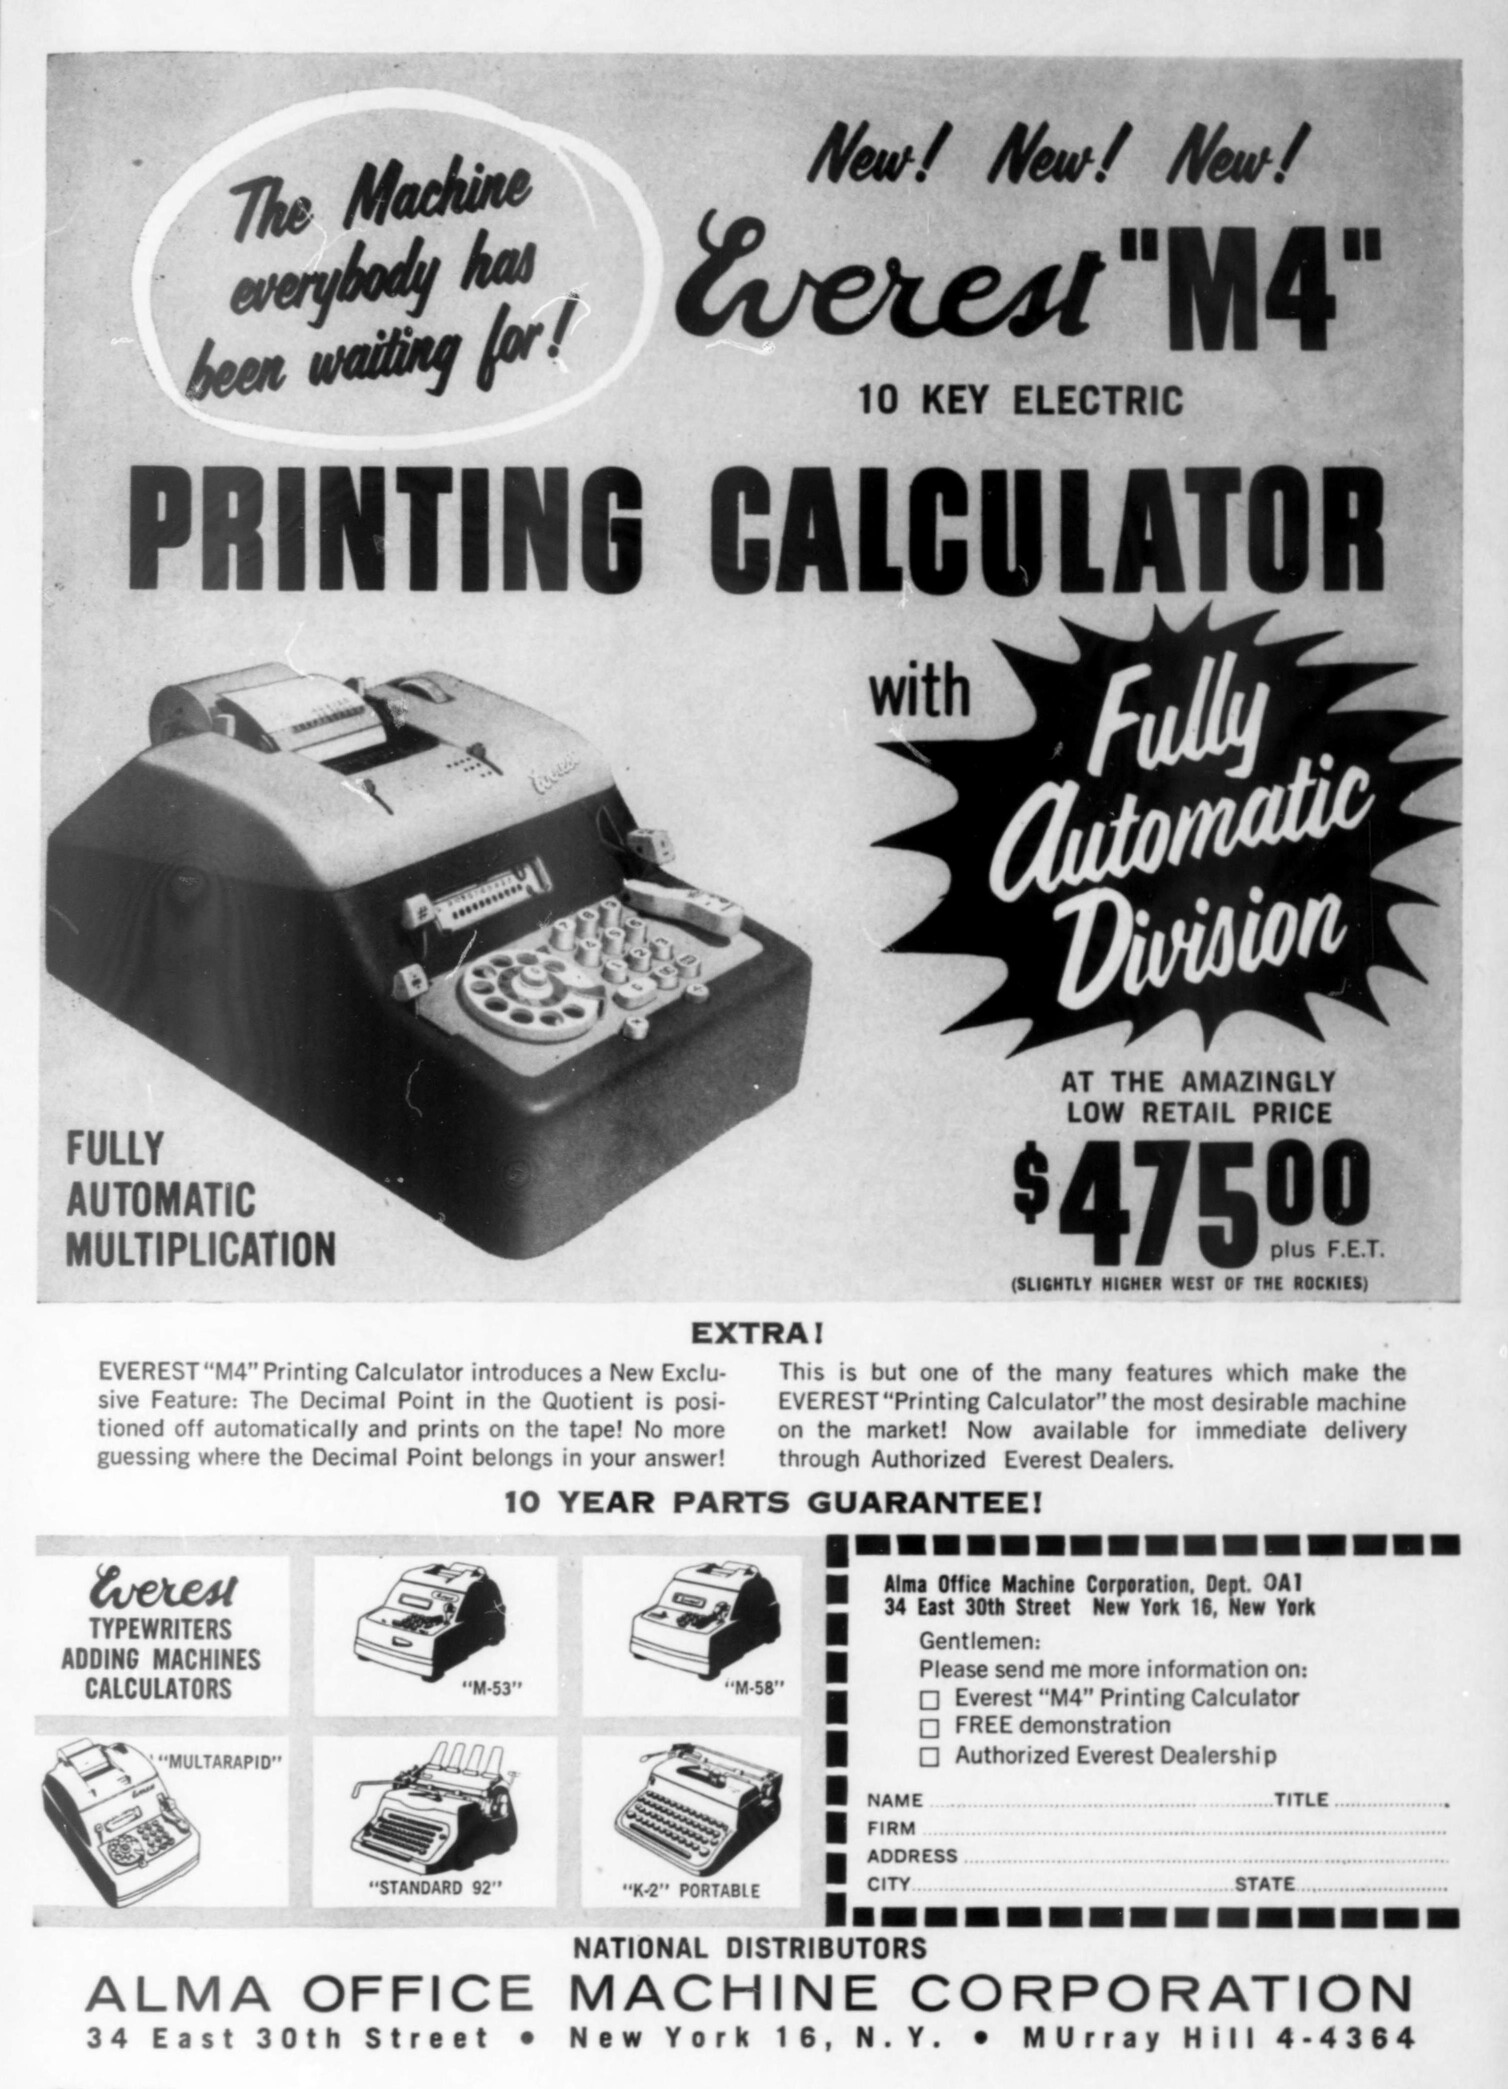 The Machine
everybody has
been waiting for!
New! New! New!
Everest "M4"
10 KEY ELECTRIC
PRINTING CALCULATOR
with
Fully
Automatic
Division
Everest
FULLY
AUTOMATIC
MULTIPLICATION
AT THE AMAZINGLY
LOW RETAIL PRICE
$47500
plus F.E.T.
(SLIGHTLY HIGHER WEST OF THE ROCKIES)
EXTRA!
EVEREST "M4" Printing Calculator introduces a New Exclu-
sive Feature: The Decimal Point in the Quotient is posi-
tioned off automatically and prints on the tape! No more
guessing where the Decimal Point belongs in your answer!
This is but one of the many features which make the
EVEREST "Printing Calculator" the most desirable machine
on the market! Now available for immediate delivery
through Authorized Everest Dealers.
10 YEAR PARTS GUARANTEE!
Everest
TYPEWRITERS
ADDING MACHINES
CALCULATORS
"M-53"
"M-58"
"MULTARAPID"
"STANDARD 92"
"K-2" PORTABLE
Alma Office Machine Corporation, Dept. OA1
34 East 30th Street New York 16, New York
Gentlemen:
Please send me more information on:
☐ Everest "M4" Printing Calculator
☐ FREE demonstration
☐ Authorized Everest Dealership
NAME TITLE
FIRM
ADDRESS
CITY STATE
NATIONAL DISTRIBUTORS
ALMA OFFICE MACHINE CORPORATION
34 East 30th Street • New York 16, N. Y. • MUrray Hill 4-4364